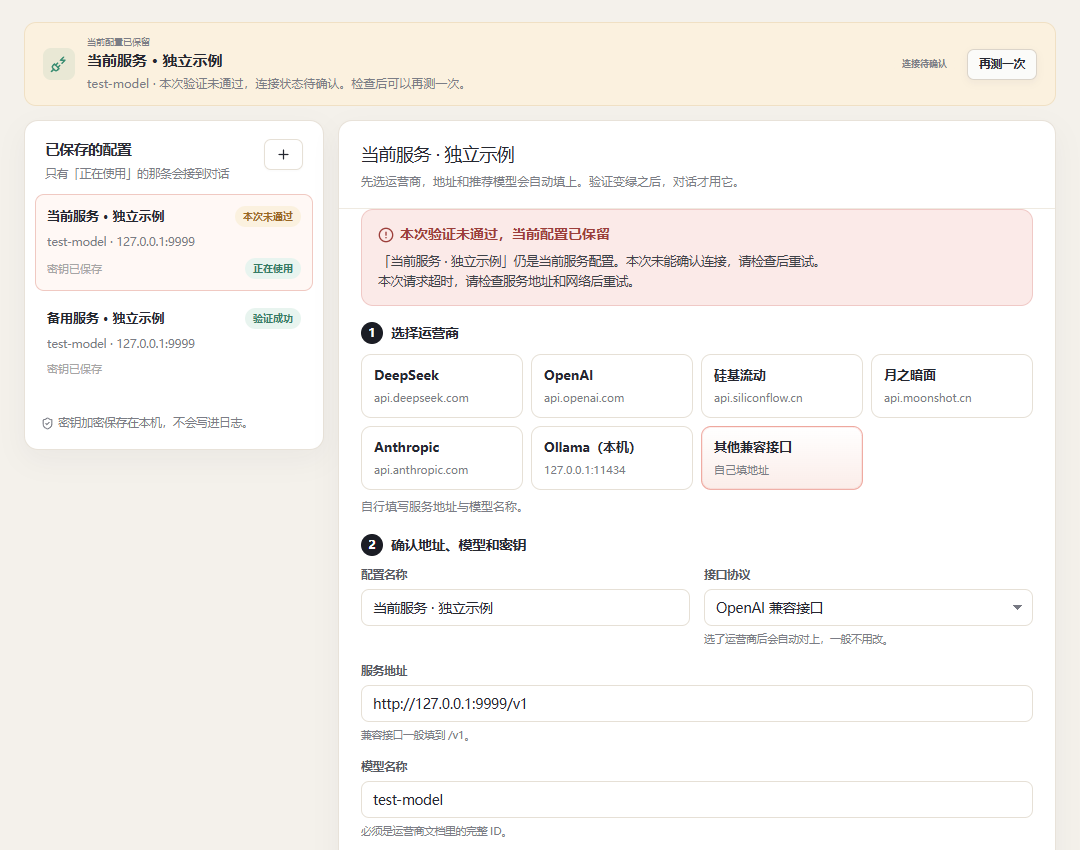 当前配置已保留
当前服务 • 独立示例
test-model · 本次验证未通过，连接状态待确认。检查后可以再测一次。
连接待确认
再测一次
已保存的配置
只有「正在使用」的那条会接到对话
+
当前服务 • 独立示例
本次未通过
test-model · 127.0.0.1:9999
密钥已保存
正在使用
备用服务 • 独立示例
验证成功
test-model · 127.0.0.1:9999
密钥已保存
密钥加密保存在本机，不会写进日志。
当前服务 · 独立示例
先选运营商，地址和推荐模型会自动填上。验证变绿之后，对话才用它。
本次验证未通过，当前配置已保留
「当前服务 · 独立示例」仍是当前服务配置。本次未能确认连接，请检查后重试。
本次请求超时，请检查服务地址和网络后重试。
1 选择运营商
DeepSeek
api.deepseek.com
OpenAI
api.openai.com
硅基流动
api.siliconflow.cn
月之暗面
api.moonshot.cn
Anthropic
api.anthropic.com
Ollama（本机）
127.0.0.1:11434
其他兼容接口
自己填地址
自行填写服务地址与模型名称。
2 确认地址、模型和密钥
配置名称
当前服务 · 独立示例
接口协议
OpenAI 兼容接口
选了运营商后会自动对上，一般不用改。
服务地址
http://127.0.0.1:9999/v1
兼容接口一般填到 /v1。
模型名称
test-model
必须是运营商文档里的完整 ID。